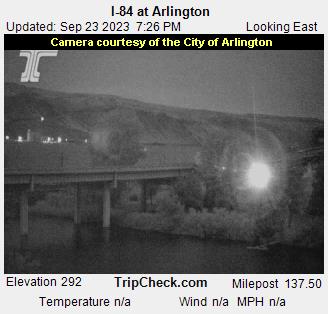 I-84 at Arlington
Updated: Sep 23 2023 7:26 PM Looking East
Camera courtesy of the City of Arlington
Elevation 292 TripCheck.com Milepost 137.50
Temperature n/a Wind n/a MPH n/a